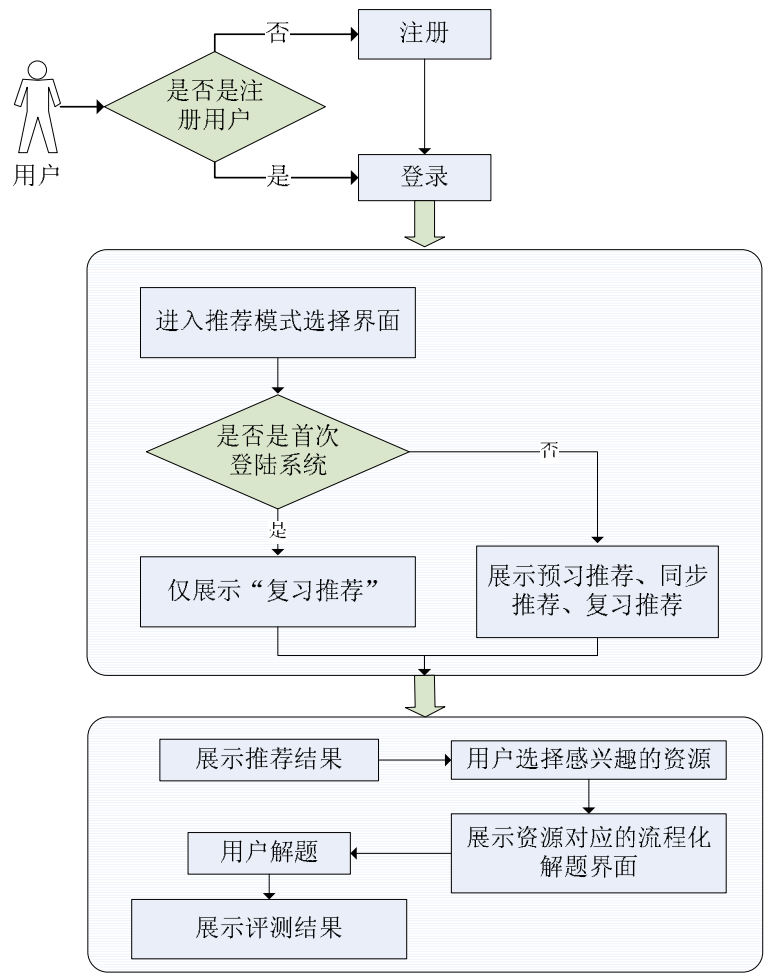 否
注册
是否是注
册用户
用户
是
登录
进入推荐模式选择界面
是否是首次
登陆系统
否
是
仅展示“复习推荐”
展示预习推荐、同步
推荐、复习推荐
展示推荐结果
用户选择感兴趣的资源
展示资源对应的流程化
解题界面
用户解题
展示评测结果